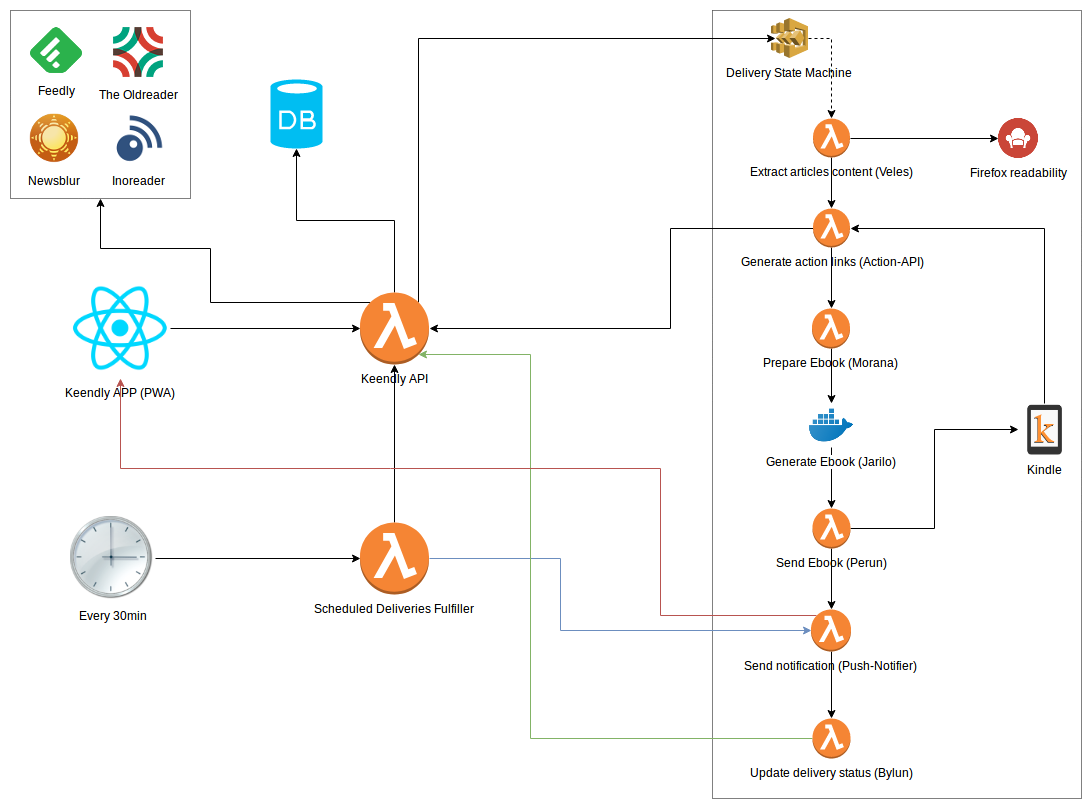 Feedly
The Oldreader
Newsblur
Inoreader
DB
Delivery State Machine
Extract articles content (Veles)
Firefox readability
Generate action links (Action-API)
Keendly APP (PWA)
Keendly API
Prepare Ebook (Morana)
Generate Ebook (Jarilo)
k
Kindle
Send Ebook (Perun)
Every 30min
Scheduled Deliveries Fulfiller
Send notification (Push-Notifier)
Update delivery status (Bylun)